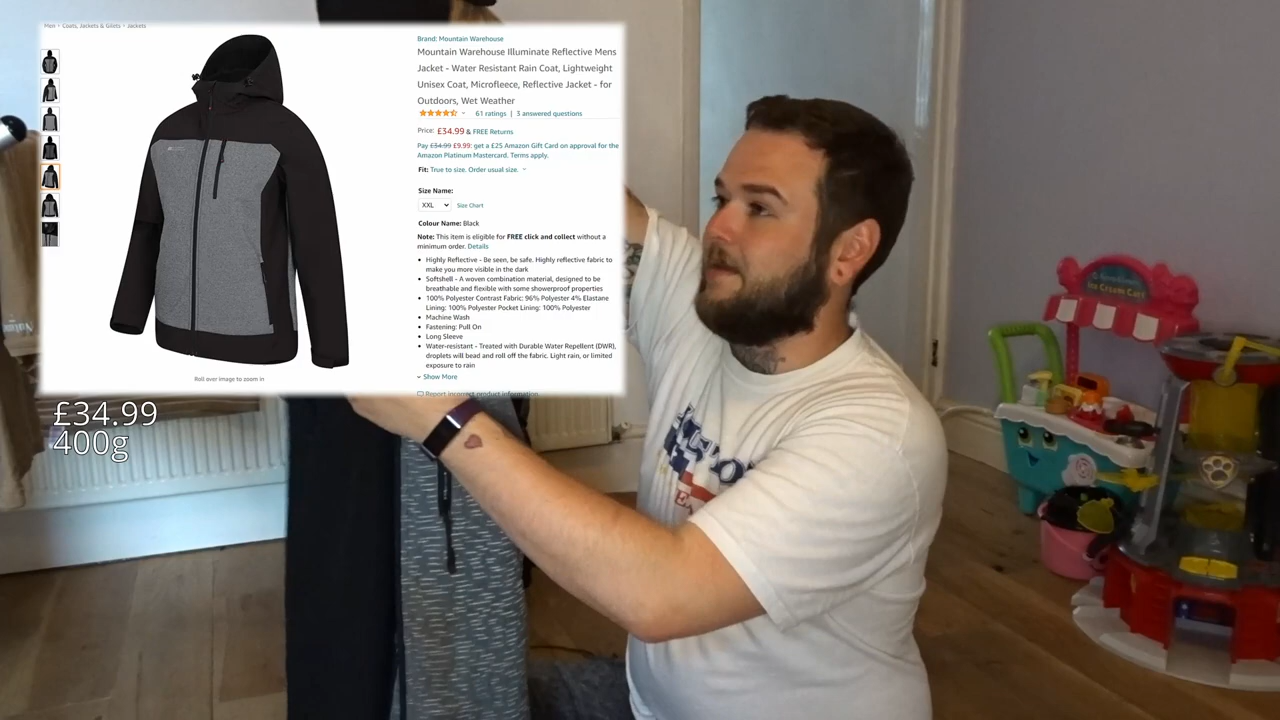 Men › Coats, Jackets & Gilets › Jackets
Brand: Mountain Warehouse
Mountain Warehouse Illuminate Reflective Mens
Jacket - Water Resistant Rain Coat, Lightweight
Unisex Coat, Microfleece, Reflective Jacket - for
Outdoors, Wet Weather
61 ratings | 3 answered questions
Price: £34.99 & FREE Returns
Pay £34.99 £9.99: get a £25 Amazon Gift Card on approval for the
Amazon Platinum Mastercard. Terms apply.
Fit: True to size. Order usual size.
Size Name:
XXL Size Chart
Colour Name: Black
Note: This item is eligible for FREE click and collect without a
minimum order. Details
• Highly Reflective - Be seen, be safe. Highly reflective fabric to
make you more visible in the dark
• Softshell - A woven combination material, designed to be
breathable and flexible with some showerproof properties
• 100% Polyester Contrast Fabric: 96% Polyester 4% Elastane
Lining: 100% Polyester Pocket Lining: 100% Polyester
• Machine Wash
• Fastening: Pull On
• Long Sleeve
• Water-resistant - Treated with Durable Water Repellent (DWR),
droplets will bead and roll off the fabric. Light rain, or limited
exposure to rain
Show More
Report incorrect product information.
Roll over image to zoom in
£34.99
400g
Ice Cream Cart